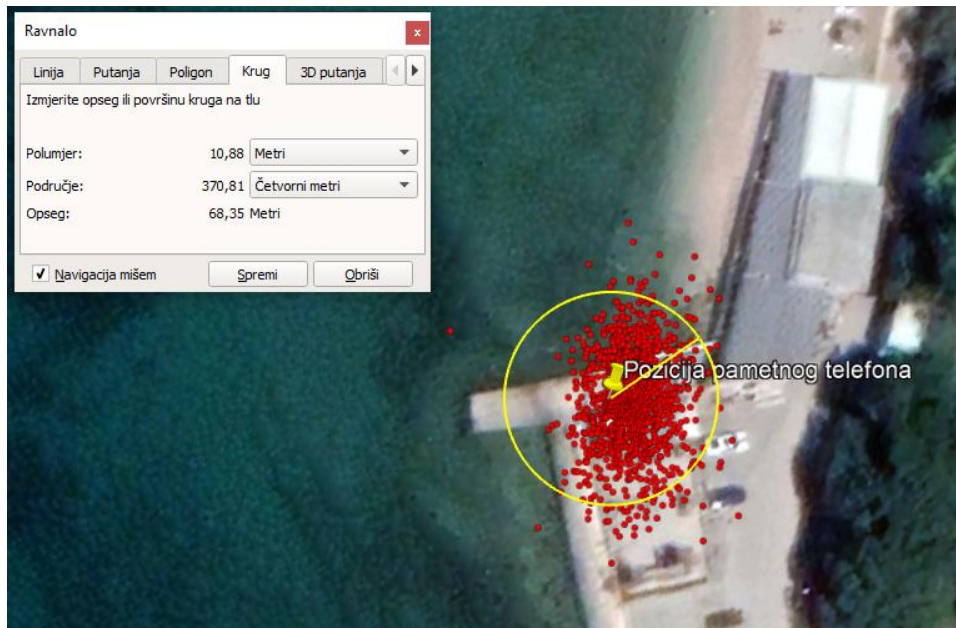 Ravnalo
x
Linija Putanja Poligon Krug 3D putanja
Izmjerite opseg ili površinu kruga na tlu
Polumjer: 10,88 Metri
Područje: 370,81 Četvorni metri
Opseg: 68,35 Metri
Navigacija mišem Spremi Obriši
Pozicija pametnog telefona